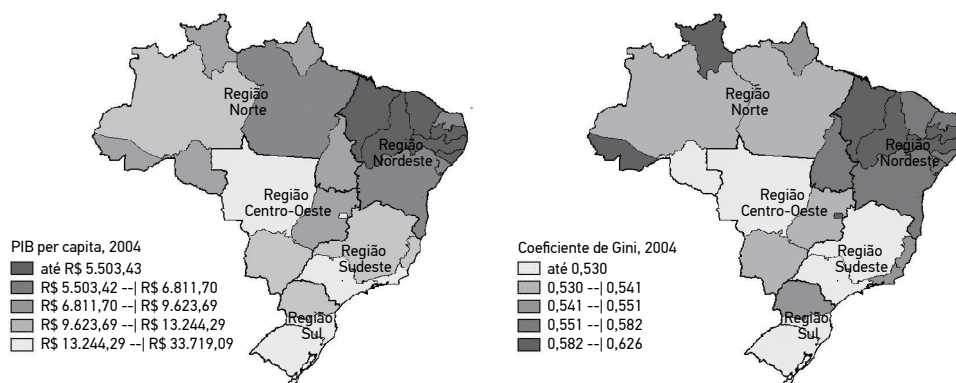 Região
Norte
Região
Nordeste
Região
Centro-Oeste
Região
Sudeste
Região
Sul
PIB per capita, 2004
até R$ 5.503,43
R$ 5.503,42 --| R$ 6.811,70
R$ 6.811,70 --| R$ 9.623,69
R$ 9.623,69 --| R$ 13.244,29
R$ 13.244,29 --| R$ 33.719,09
Região
Norte
Região
Nordeste
Região
Centro-Oeste
Região
Sudeste
Região
Sul
Coeficiente de Gini, 2004
até 0,530
0,530 --| 0,541
0,541 --| 0,551
0,551 --| 0,582
0,582 --| 0,626